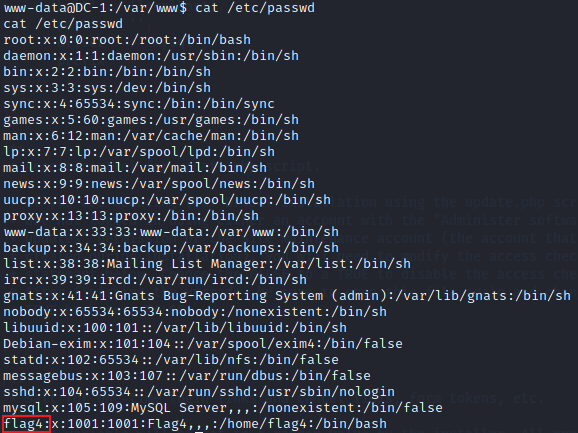 www-data@DC-1:/var/www$ cat /etc/passwd
cat /etc/passwd
root:x:0:0:root:/root:/bin/bash
daemon:x:1:1:daemon:/usr/sbin:/bin/sh
bin:x:2:2:bin:/bin:/bin/sh
sys:x:3:3:sys:/dev:/bin/sh
sync:x:4:65534:sync:/bin:/bin/sync
games:x:5:60:games:/usr/games:/bin/sh
man:x:6:12:man:/var/cache/man:/bin/sh
lp:x:7:7:lp:/var/spool/lpd:/bin/sh
mail:x:8:8:mail:/var/mail:/bin/sh
news:x:9:9:news:/var/spool/news:/bin/sh
uucp:x:10:10:uucp:/var/spool/uucp:/bin/sh
proxy:x:13:13:proxy:/bin:/bin/sh
www-data:x:33:33:www-data:/var/www:/bin/sh
backup:x:34:34:backup:/var/backups:/bin/sh
list:x:38:38:Mailing List Manager:/var/list:/bin/sh
irc:x:39:39:ircd:/var/run/ircd:/bin/sh
gnats:x:41:41:Gnats Bug-Reporting System (admin):/var/lib/gnats:/bin/sh
nobody:x:65534:65534:nobody:/nonexistent:/bin/sh
libuuid:x:100:101::/var/lib/libuuid:/bin/sh
Debian-exim:x:101:104::/var/spool/exim4:/bin/false
statd:x:102:65534::/var/lib/nfs:/bin/false
messagebus:x:103:107::/var/run/dbus:/bin/false
sshd:x:104:65534::/var/run/sshd:/usr/sbin/nologin
mysql:x:105:109:MySQL Server,,,:/nonexistent:/bin/false
flag4:x:1001:1001:Flag4,,,:/home/flag4:/bin/bash